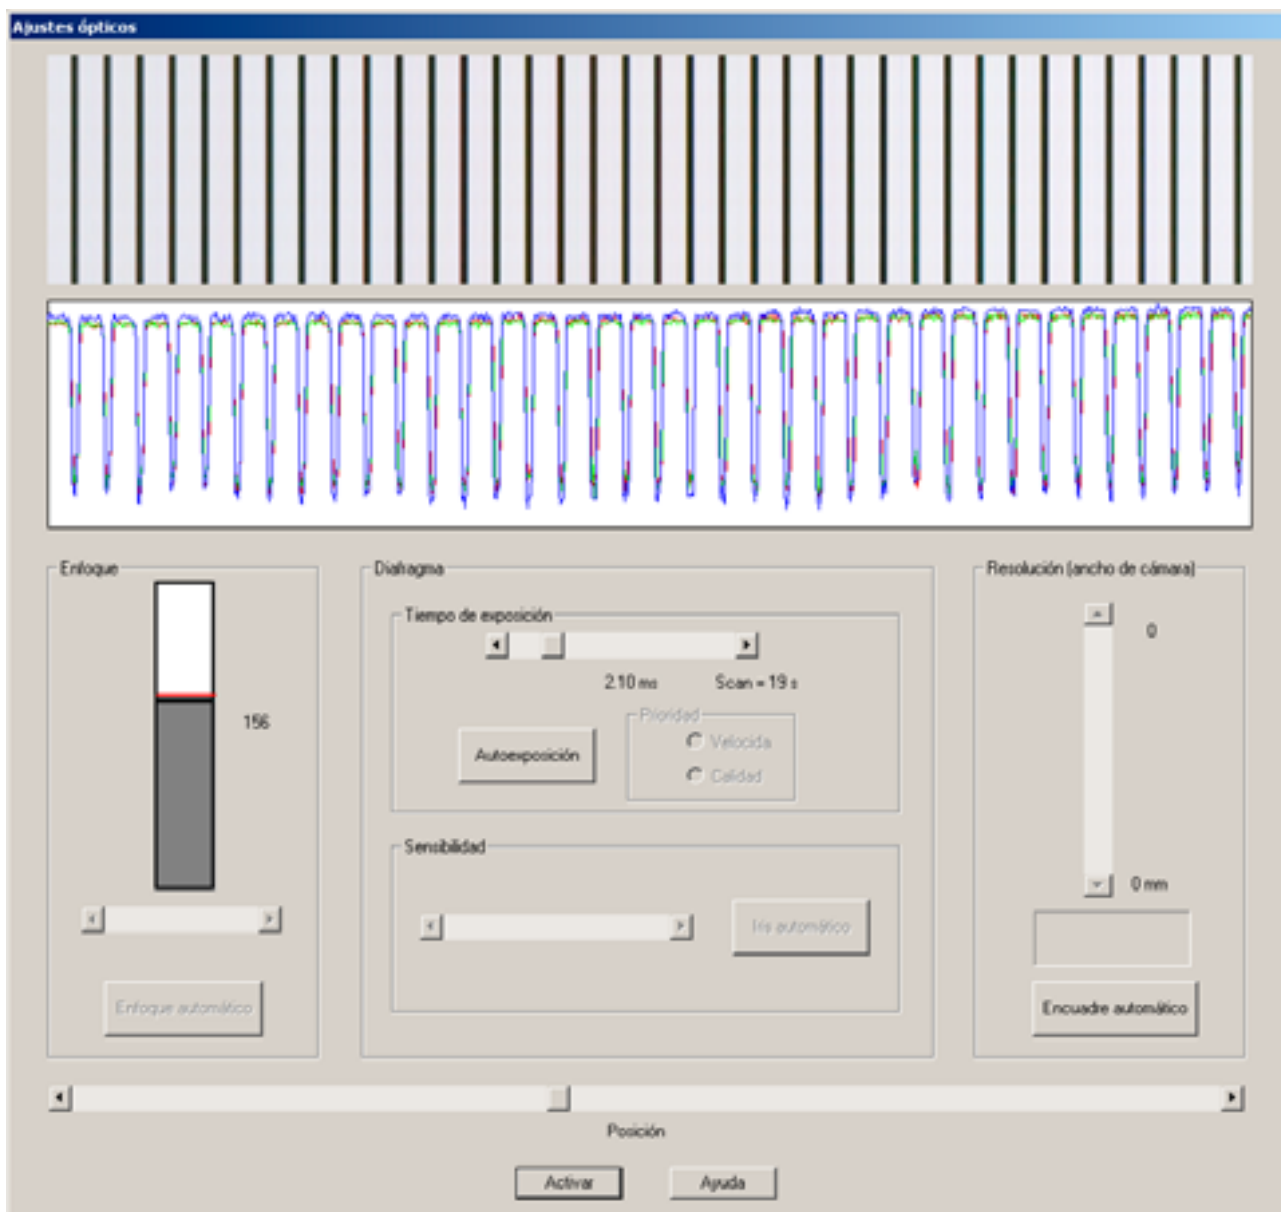 Ajustes ópticos
Enfoque
156
Enfoque automático
Diafragma
Tiempo de exposición
2.10 ms
Scan = 19 s
Autoexposición
Prioridad
Velocida
Calidad
Sensibilidad
Iris automático
Resolución (ancho de cámara)
0
0 mm
Encuadre automático
Posición
Activar
Ayuda